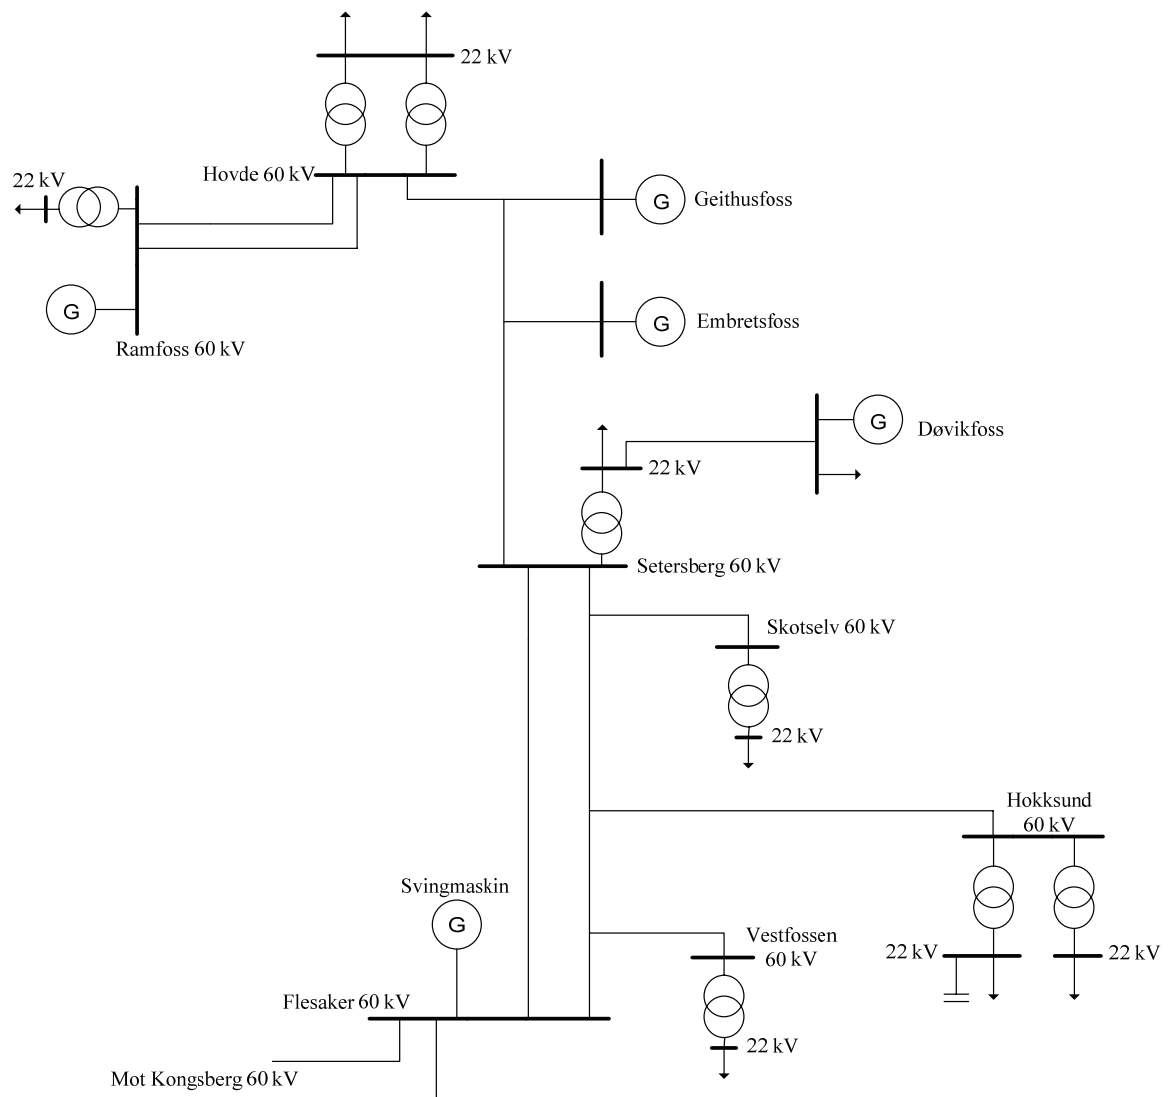 22 kV
Hovde 60 kV
22 kV
G
Geithusfoss
G
Ramfoss 60 kV
G
Embretsfoss
G
Døvikfoss
22 kV
Setersberg 60 kV
Skotselv 60 kV
22 kV
Hokksund
60 kV
Svingmaskin
G
Vestfossen
60 kV
22 kV
22 kV
Flesaker 60 kV
22 kV
Mot Kongsberg 60 kV